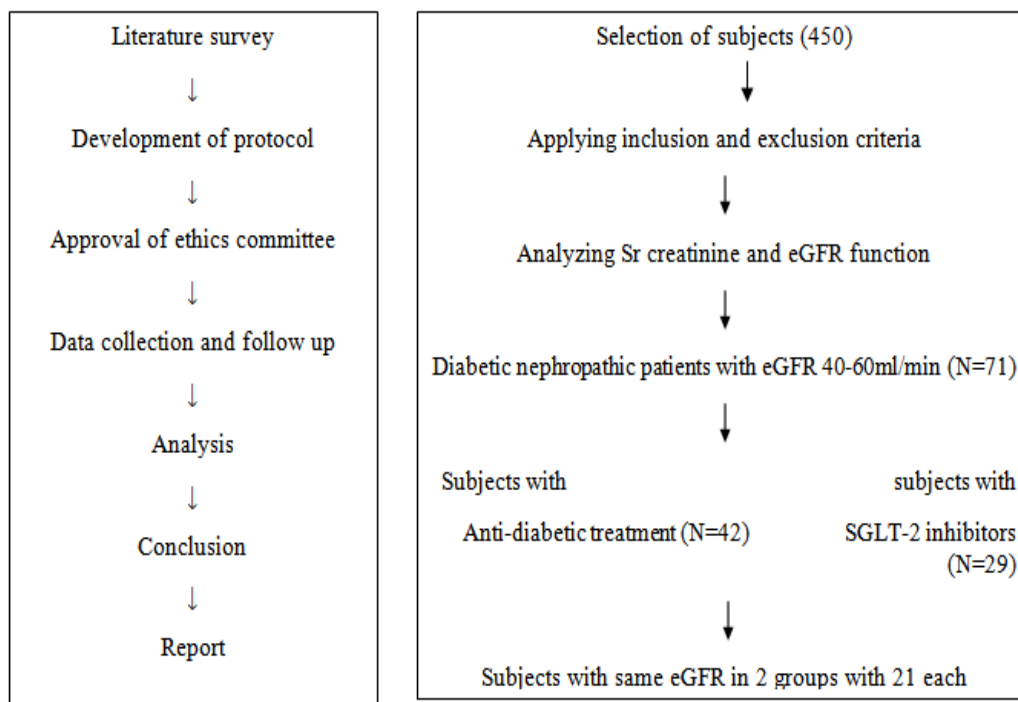 Literature survey
↓
Development of protocol
↓
Approval of ethics committee
↓
Data collection and follow up
↓
Analysis
↓
Conclusion
↓
Report
Selection of subjects (450)
Applying inclusion and exclusion criteria
Analyzing Sr creatinine and eGFR function
Diabetic nephropathic patients with eGFR 40-60ml/min (N=71)
Subjects with
Anti-diabetic treatment (N=42)
subjects with
SGLT-2 inhibitors
(N=29)
Subjects with same eGFR in 2 groups with 21 each